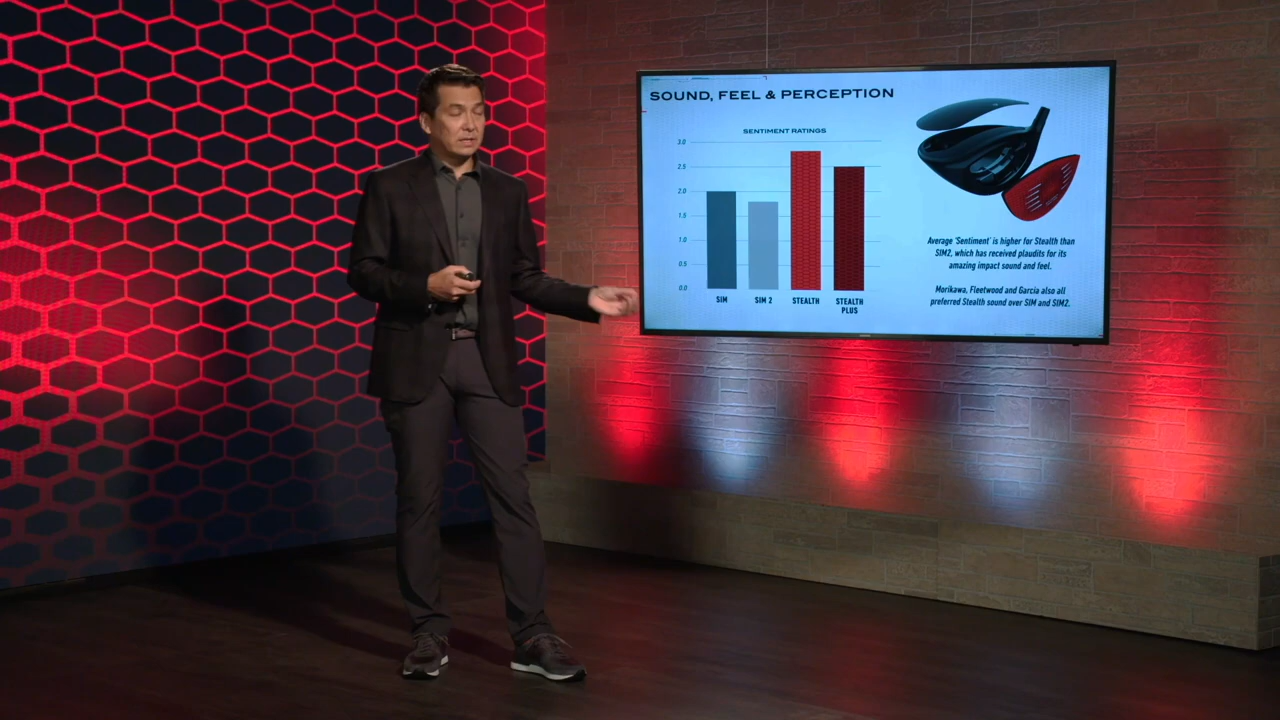 SOUND, FEEL & PERCEPTION
SENTIMENT RATINGS
3.0
2.5
2.0
1.5
1.0
0.5
0.0
SIM
SIM 2
STEALTH
STEALTH
PLUS
Average 'Sentiment' is higher for Stealth than
SIM2, which has received plaudits for its
amazing impact sound and feel.
Morikawa, Fleetwood and Garcia also all
preferred Stealth sound over SIM and SIM2.